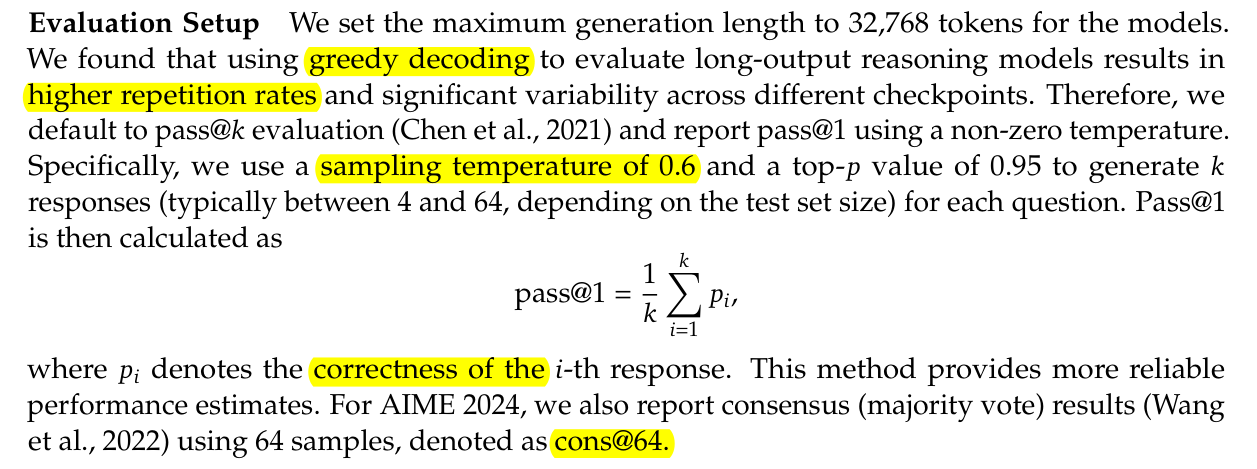 Evaluation Setup We set the maximum generation length to 32,768 tokens for the models.
We found that using greedy decoding to evaluate long-output reasoning models results in
higher repetition rates and significant variability across different checkpoints. Therefore, we
default to pass@k evaluation (Chen et al., 2021) and report pass@1 using a non-zero temperature.
Specifically, we use a sampling temperature of 0.6 and a top-p value of 0.95 to generate k
responses (typically between 4 and 64, depending on the test set size) for each question. Pass@1
is then calculated as
pass@1 = 1/k ∑_{i=1}^{k} p_i,
where p_i denotes the correctness of the i-th response. This method provides more reliable
performance estimates. For AIME 2024, we also report consensus (majority vote) results (Wang
et al., 2022) using 64 samples, denoted as cons@64.